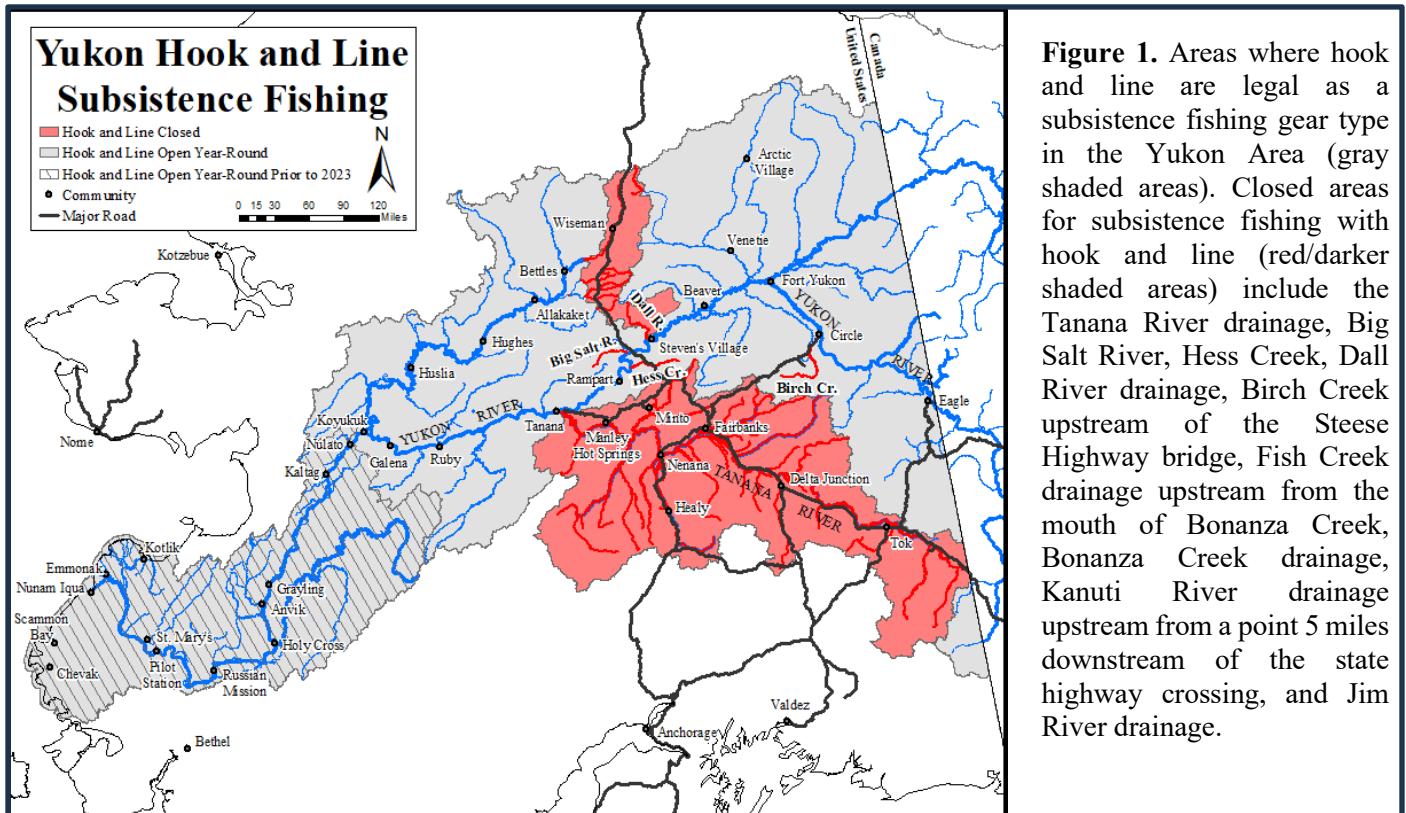 Yukon Hook and Line
Subsistence Fishing
Hook and Line Closed
Hook and Line Open Year-Round
Hook and Line Open Year-Round Prior to 2023
Community
Major Road
N
0 15 30 60 90 120
Miles
Canada
United States
Arctic
Village
Wiseman
Kotzebue
Venetie
Bettles
Fort Yukon
Beaver
Allakaket
Dall R.
YUKON
Circle
Hughes
Big Salt R.
Steven's Village
RIVER
Huslia
Rampart
Hess Cr.
Birch Cr.
Eagle
Koyukuk
YUKON
RIVER
Tanana
Minto
Nome
Nulato
Manley
Hot Springs
Fairbanks
Galena
Ruby
Kaltag
Nenana
TANANA
Delta Junction
Healy
RIVER
Tok
Kotlik
Emmonak
Nunam Iqua
Grayling
Anvik
Scammon
Bay
St. Mary's
Holy Cross
Chevak
Pilot
Station
Russian
Mission
Valdez
Anchorage
Bethel
Figure 1. Areas where hook
and line are legal as a
subsistence fishing gear type
in the Yukon Area (gray
shaded areas). Closed areas
for subsistence fishing with
hook and line (red/darker
shaded areas) include the
Tanana River drainage, Big
Salt River, Hess Creek, Dall
River drainage, Birch Creek
upstream of the Steese
Highway bridge, Fish Creek
drainage upstream from the
mouth of Bonanza Creek,
Bonanza Creek drainage,
Kanuti River drainage
upstream from a point 5 miles
downstream of the state
highway crossing, and Jim
River drainage.